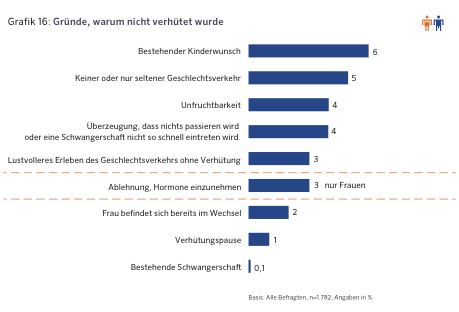 Grafik 16: Gründe, warum nicht verhütet wurde
Bestehender Kinderwunsch 6
Keiner oder nur seltener Geschlechtsverkehr 5
Unfruchtbarkeit 4
Überzeugung, dass nichts passieren wird
oder eine Schwangerschaft nicht so schnell eintreten wird. 4
Lustvolleres Erleben des Geschlechtsverkehrs ohne Verhütung 3
Ablehnung, Hormone einzunehmen 3 nur Frauen
Frau befindet sich bereits im Wechsel 2
Verhütungspause 1
Bestehende Schwangerschaft 0,1
Basis: Alle Befragten, n=1.782, Angaben in %